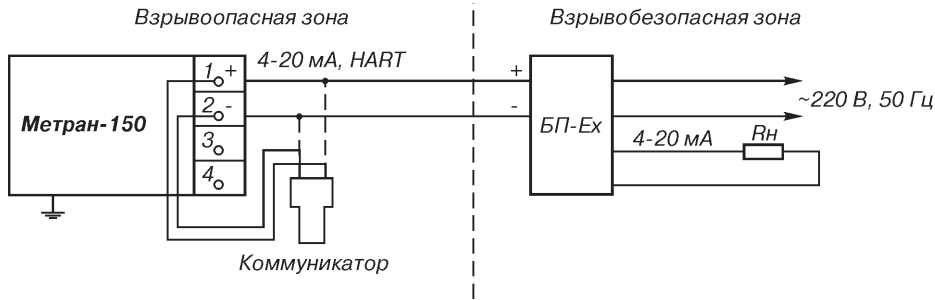 Взрывоопасная зона
Взрывобезопасная зона
1 +
4-20 мА, HART
+
2 -
-
~220 В, 50 Гц
Метран-150
БП-Ех
3
4-20 мА
Rн
4
Коммуникатор